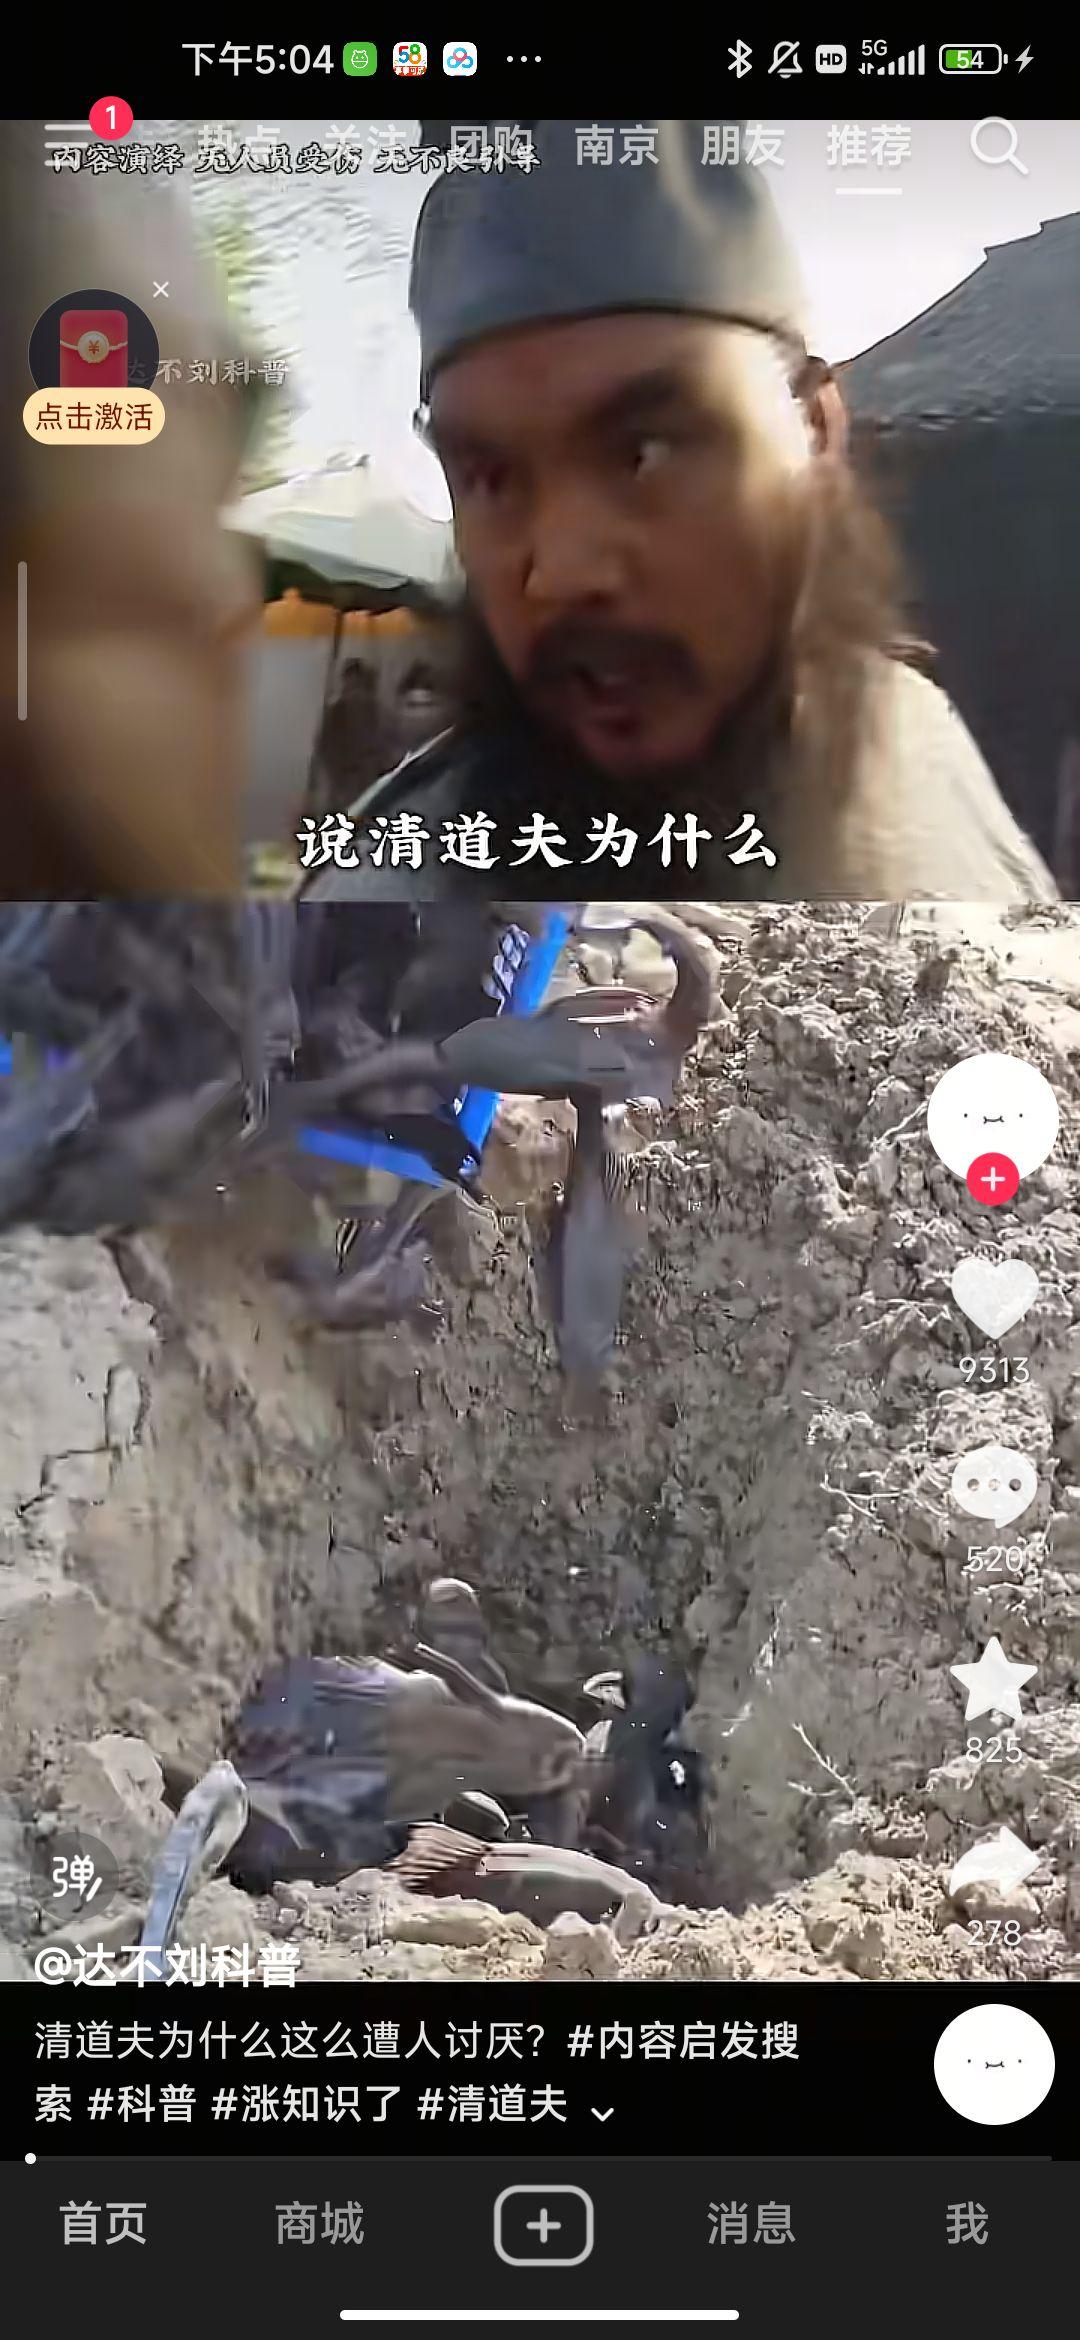 下午5:04
58
HD
5G
54
1
热点 关注 团购 南京 朋友 推荐
内容演绎 无人员受伤 无不良引导
达不刘科普
点击激活
说清道夫为什么
9313
520
825
278
弹
@达不刘科普
清道夫为什么这么遭人讨厌？#内容启发搜
索 #科普 #涨知识了 #清道夫
首页 商城 消息 我